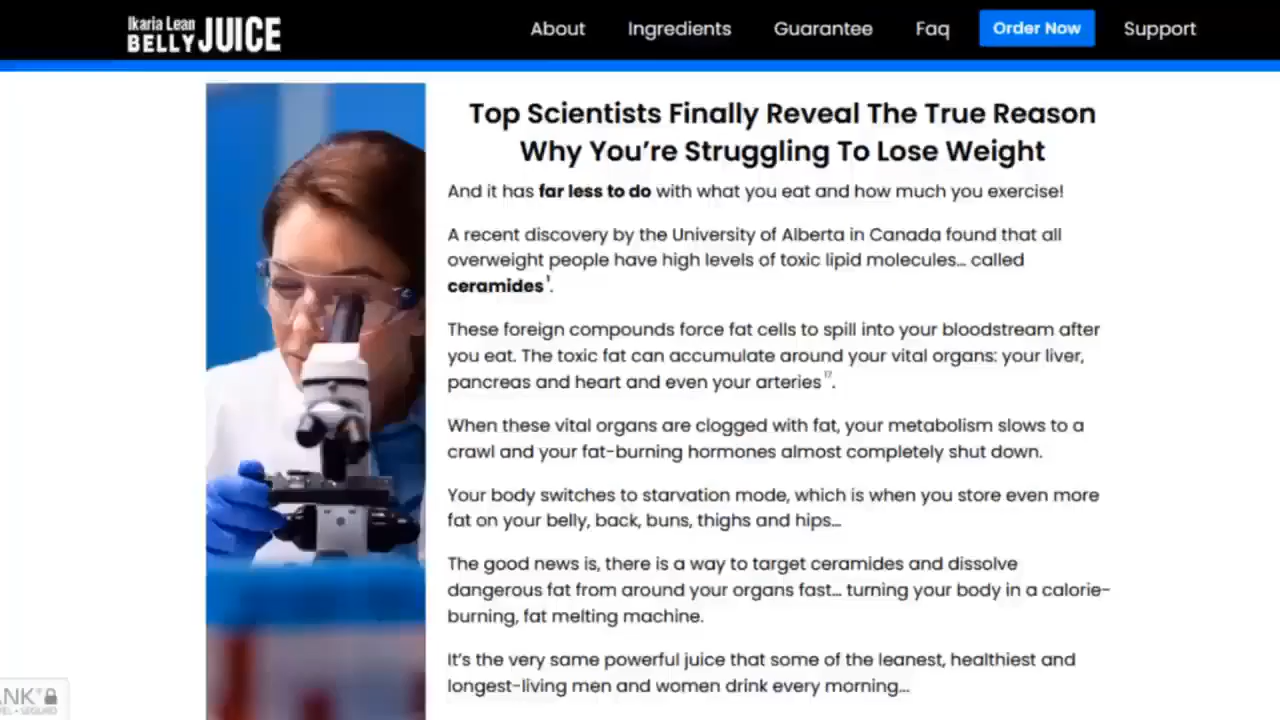 Ikaria Lean
BELLY JUICE
About
Ingredients
Guarantee
Faq
Order Now
Support
Top Scientists Finally Reveal The True Reason
Why You're Struggling To Lose Weight
And it has far less to do with what you eat and how much you exercise!
A recent discovery by the University of Alberta in Canada found that all
overweight people have high levels of toxic lipid molecules... called
ceramides¹.
These foreign compounds force fat cells to spill into your bloodstream after
you eat. The toxic fat can accumulate around your vital organs: your liver,
pancreas and heart and even your arteries¹⁷.
When these vital organs are clogged with fat, your metabolism slows to a
crawl and your fat-burning hormones almost completely shut down.
Your body switches to starvation mode, which is when you store even more
fat on your belly, back, buns, thighs and hips...
The good news is, there is a way to target ceramides and dissolve
dangerous fat from around your organs fast... turning your body in a calorie-
burning, fat melting machine.
It's the very same powerful juice that some of the leanest, healthiest and
longest-living men and women drink every morning...